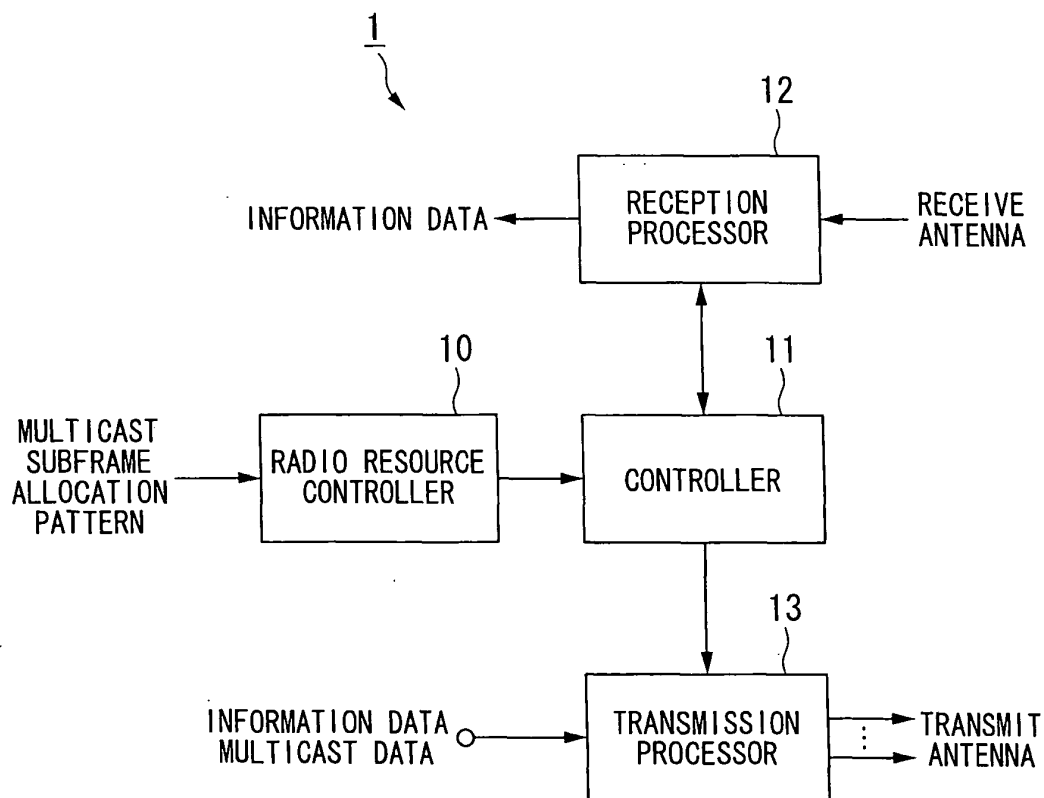 1
12
INFORMATION DATA
RECEPTION
PROCESSOR
RECEIVE
ANTENNA
10
11
MULTICAST
SUBFRAME
ALLOCATION
PATTERN
RADIO RESOURCE
CONTROLLER
CONTROLLER
13
INFORMATION DATA
MULTICAST DATA
TRANSMISSION
PROCESSOR
TRANSMIT
ANTENNA